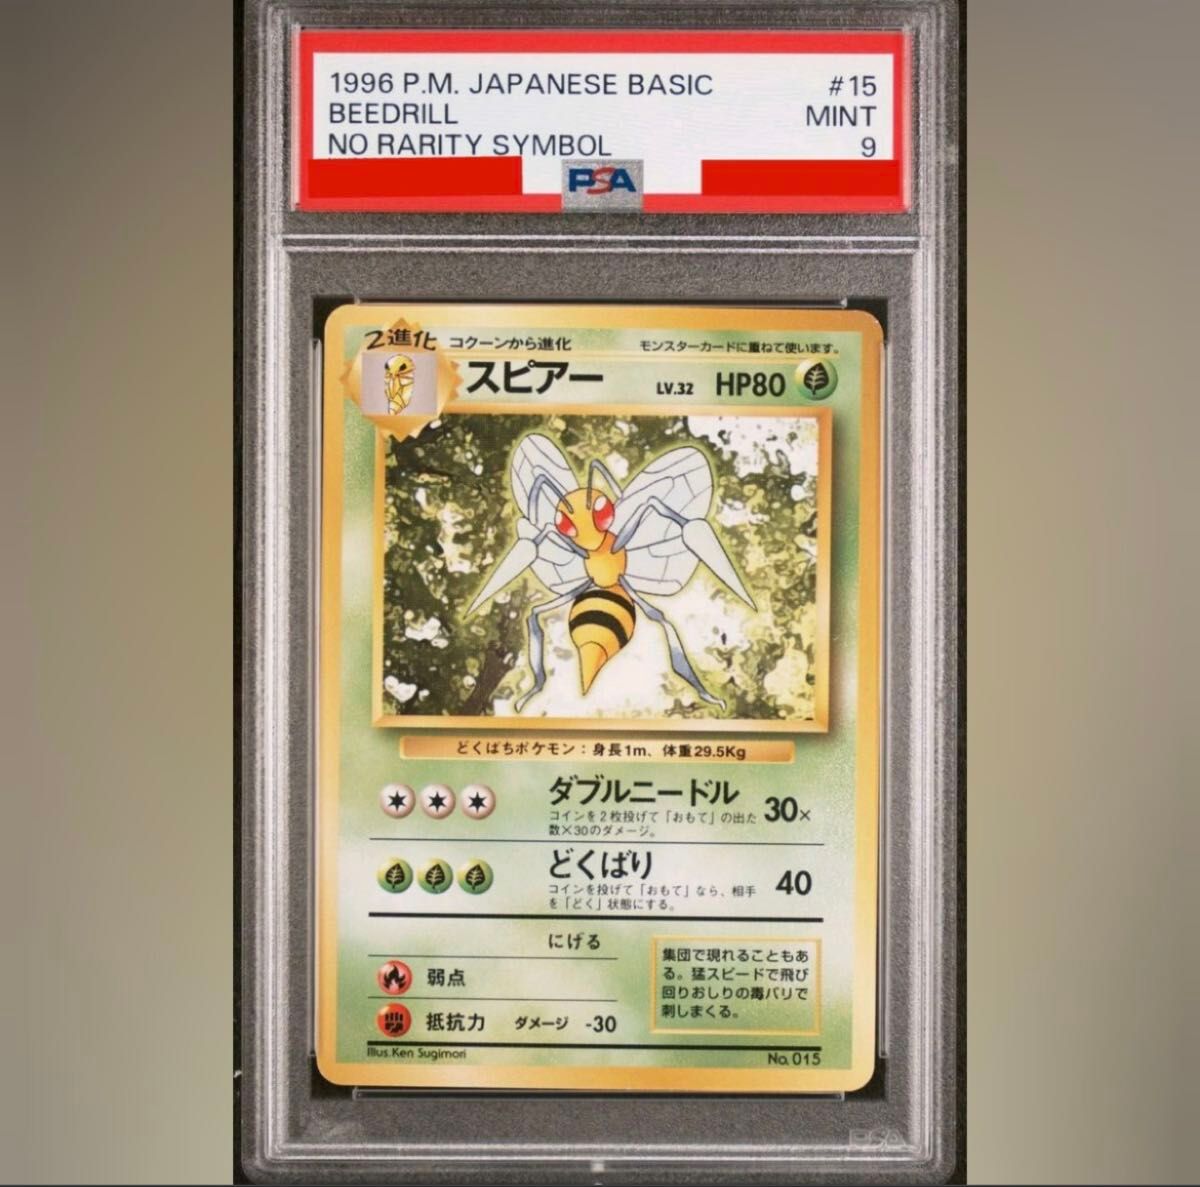 1996 P.M. JAPANESE BASIC #15
BEEDRILL MINT
NO RARITY SYMBOL 9
PSA
2進化 コクーンから進化 モンスターカードに重ねて使います。
スピアー LV.32 HP80
どくばちポケモン：身長1m、体重29.5Kg
ダブルニードル 30×
コインを2枚投げて「おもて」の出た
数×30のダメージ。
どくばり 40
コインを投げて「おもて」なら、相手
を「どく」状態にする。
にげる
弱点
抵抗力 ダメージ -30
集団で現れることもあ
る。猛スピードで飛び
回りおしりの毒バリで
刺しまくる。
Illus.Ken Sugimori No.015
PSA